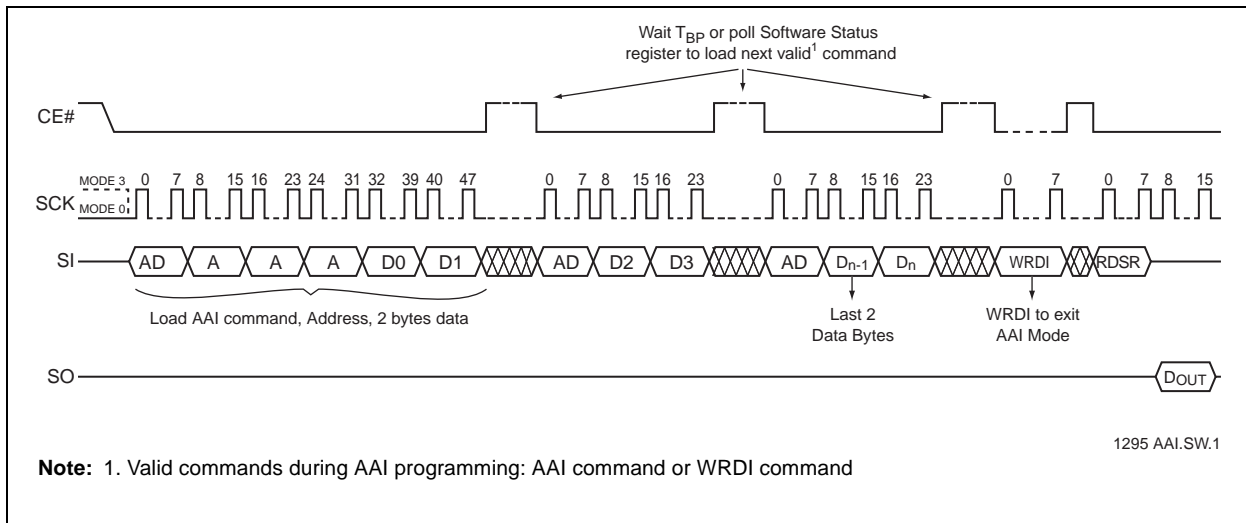 Wait TBP or poll Software Status
register to load next valid1 command
CE#
MODE 3
0 7 8 15 16 23 24 31 32 39 40 47 0 7 8 15 16 23 0 7 8 15 16 23 0 7 0 7 8 15
SCK
MODE 0
SI AD A A A D0 D1 AD D2 D3 AD Dn-1 Dn WRDI RDSR
Load AAI command, Address, 2 bytes data
Last 2
Data Bytes
WRDI to exit
AAI Mode
SO DOUT
1295 AAI.SW.1
Note: 1. Valid commands during AAI programming: AAI command or WRDI command